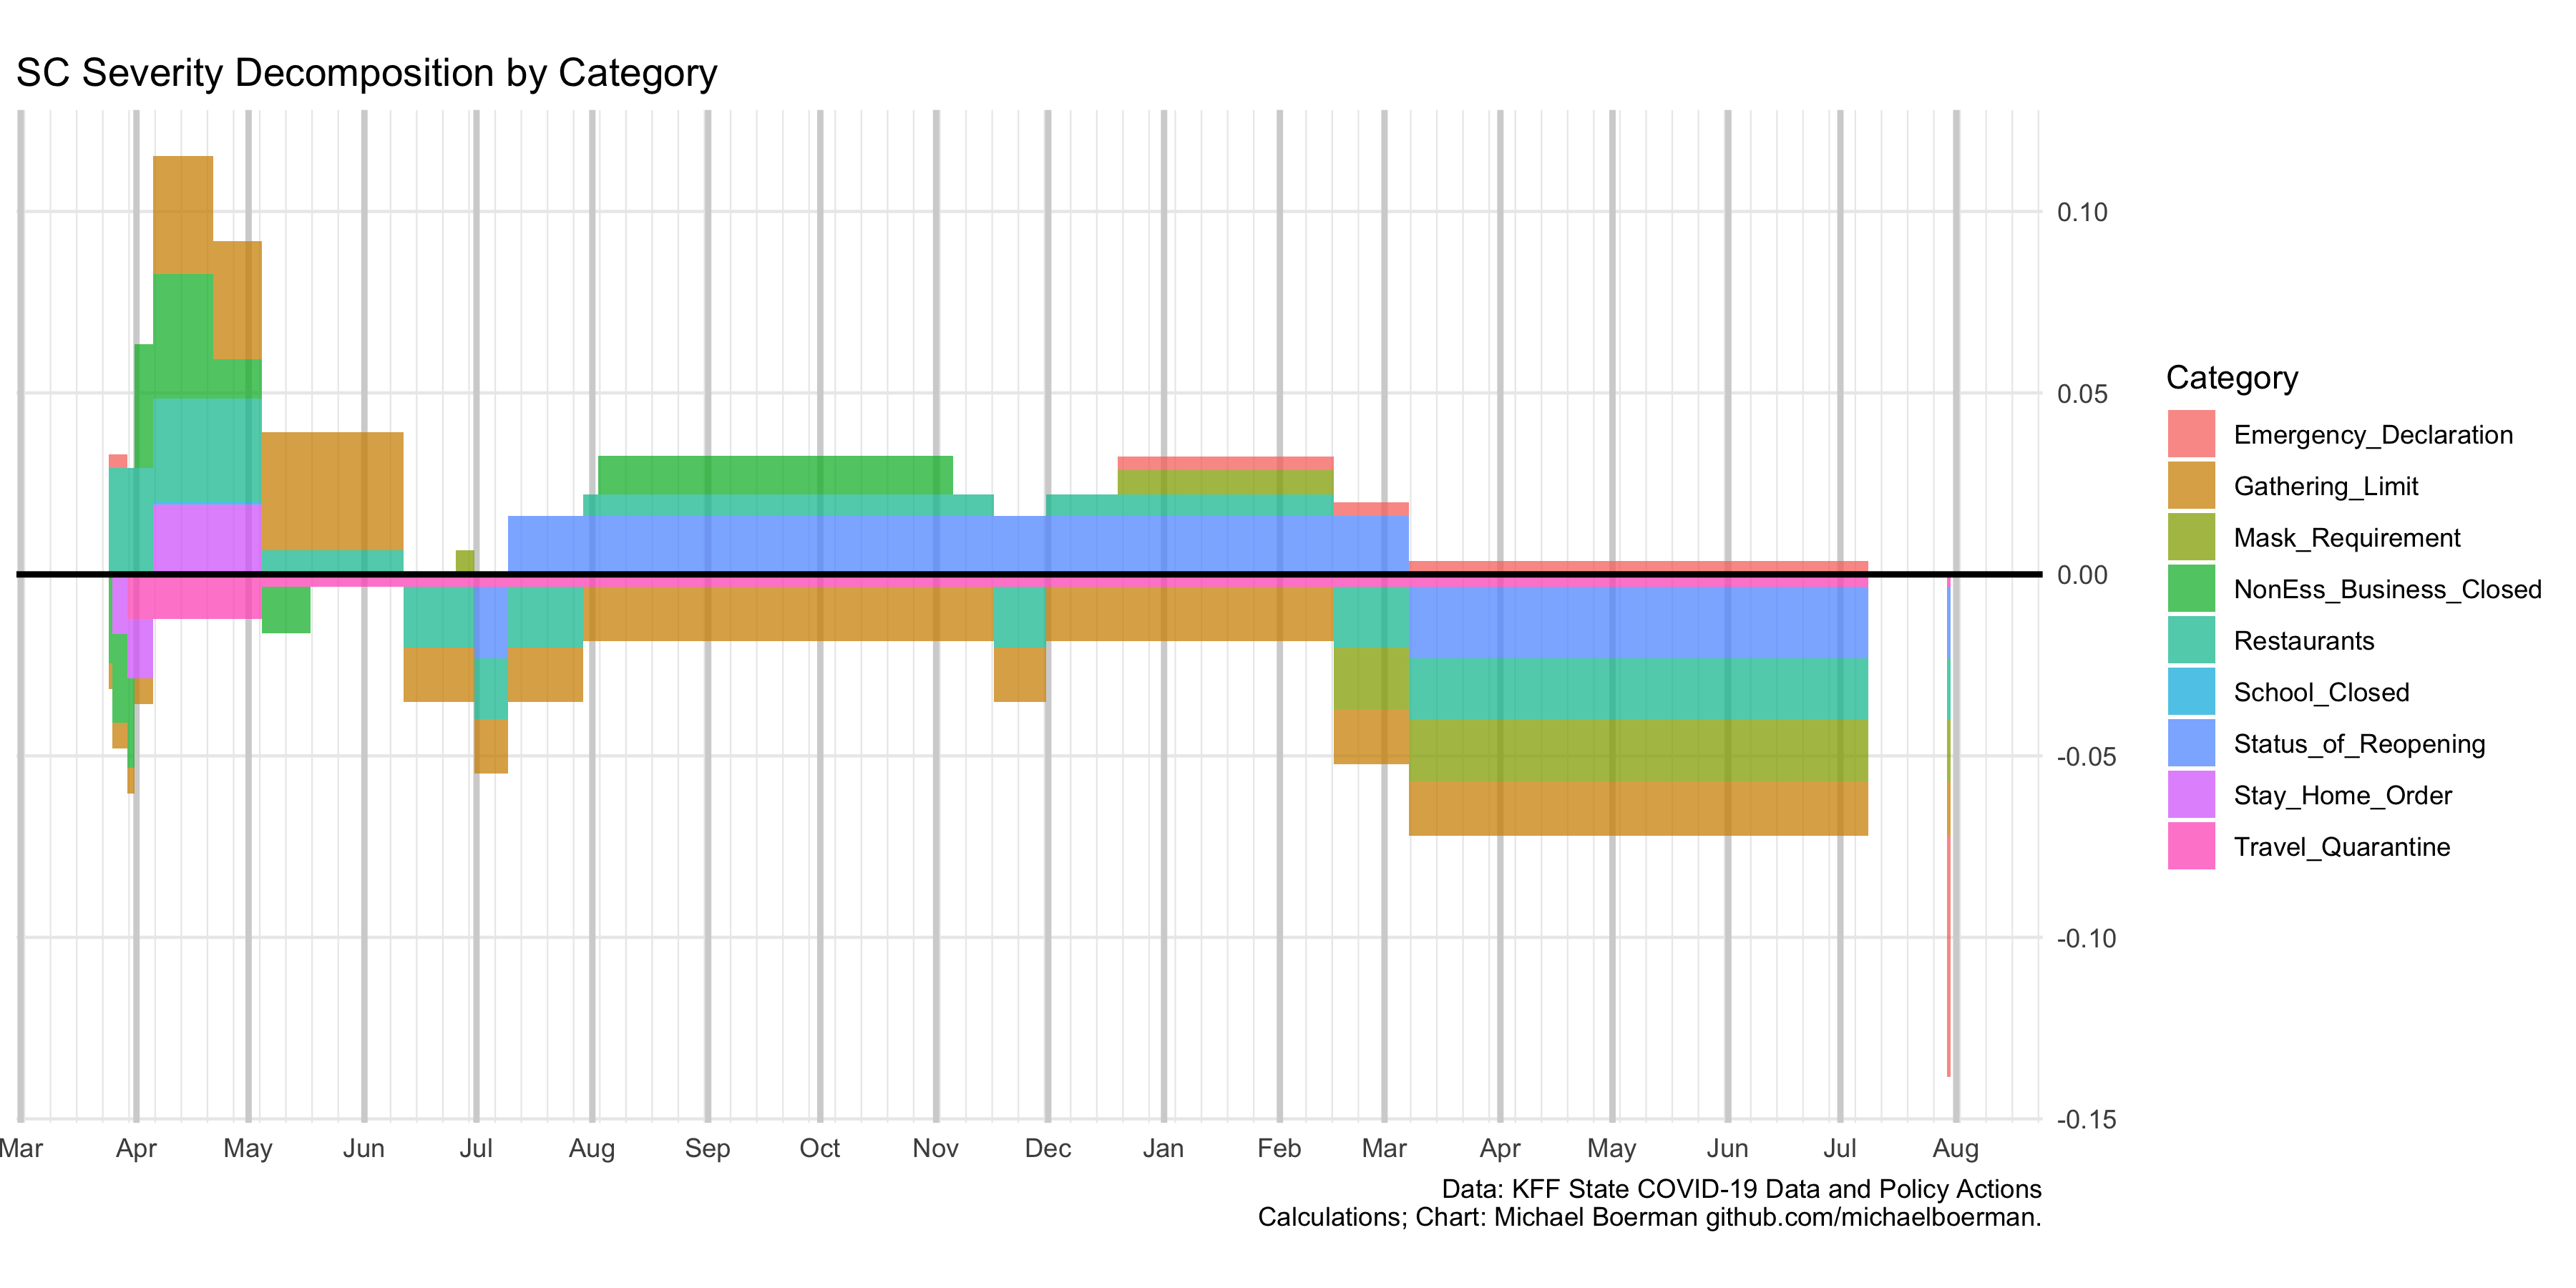 SC Severity Decomposition by Category
0.10
0.05
0.00
-0.05
-0.10
-0.15
Mar Apr May Jun Jul Aug Sep Oct Nov Dec Jan Feb Mar Apr May Jun Jul Aug
Category
Emergency_Declaration
Gathering_Limit
Mask_Requirement
NonEss_Business_Closed
Restaurants
School_Closed
Status_of_Reopening
Stay_Home_Order
Travel_Quarantine
Data: KFF State COVID-19 Data and Policy Actions
Calculations; Chart: Michael Boerman github.com/michaelboerman.